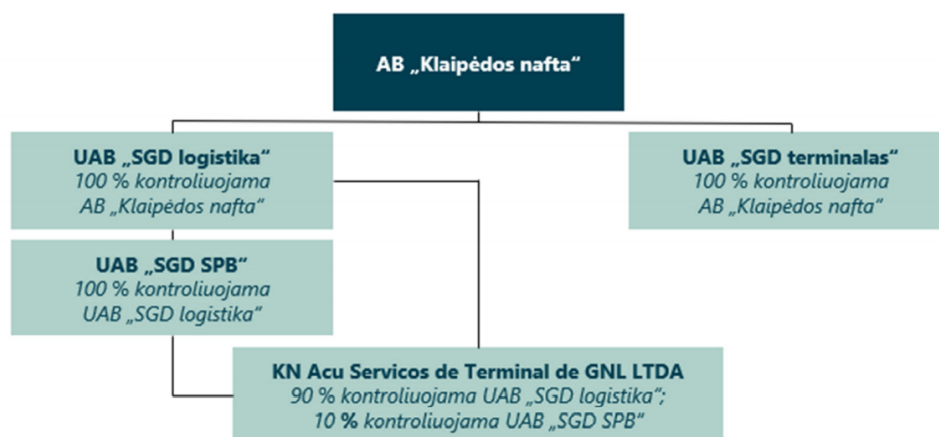 AB „Klaipėdos nafta“
UAB „SGD logistika“
100 % kontroliuojama
AB „Klaipėdos nafta“
UAB „SGD terminalas“
100 % kontroliuojama
AB „Klaipėdos nafta“
UAB „SGD SPB“
100 % kontroliuojama
UAB „SGD logistika“
KN Acu Servicos de Terminal de GNL LTDA
90 % kontroliuojama UAB „SGD logistika“;
10 % kontroliuojama UAB „SGD SPB“